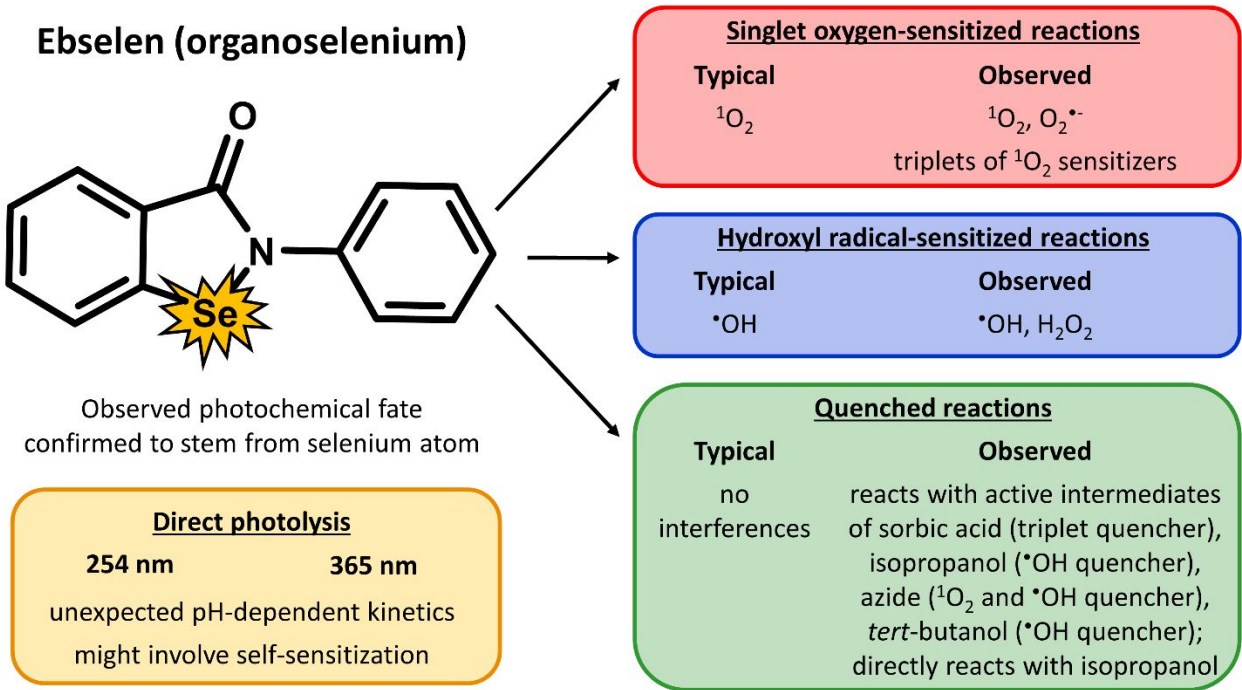 Ebselen (organoselenium)
O
N
Se
Observed photochemical fate
confirmed to stem from selenium atom
Direct photolysis
254 nm 365 nm
unexpected pH-dependent kinetics
might involve self-sensitization
Singlet oxygen-sensitized reactions
Typical Observed
¹O₂ ¹O₂, O₂•⁻
triplets of ¹O₂ sensitizers
Hydroxyl radical-sensitized reactions
Typical Observed
•OH •OH, H₂O₂
Quenched reactions
Typical Observed
no reacts with active intermediates
interferences of sorbic acid (triplet quencher),
isopropanol (•OH quencher),
azide (¹O₂ and •OH quencher),
tert-butanol (•OH quencher);
directly reacts with isopropanol